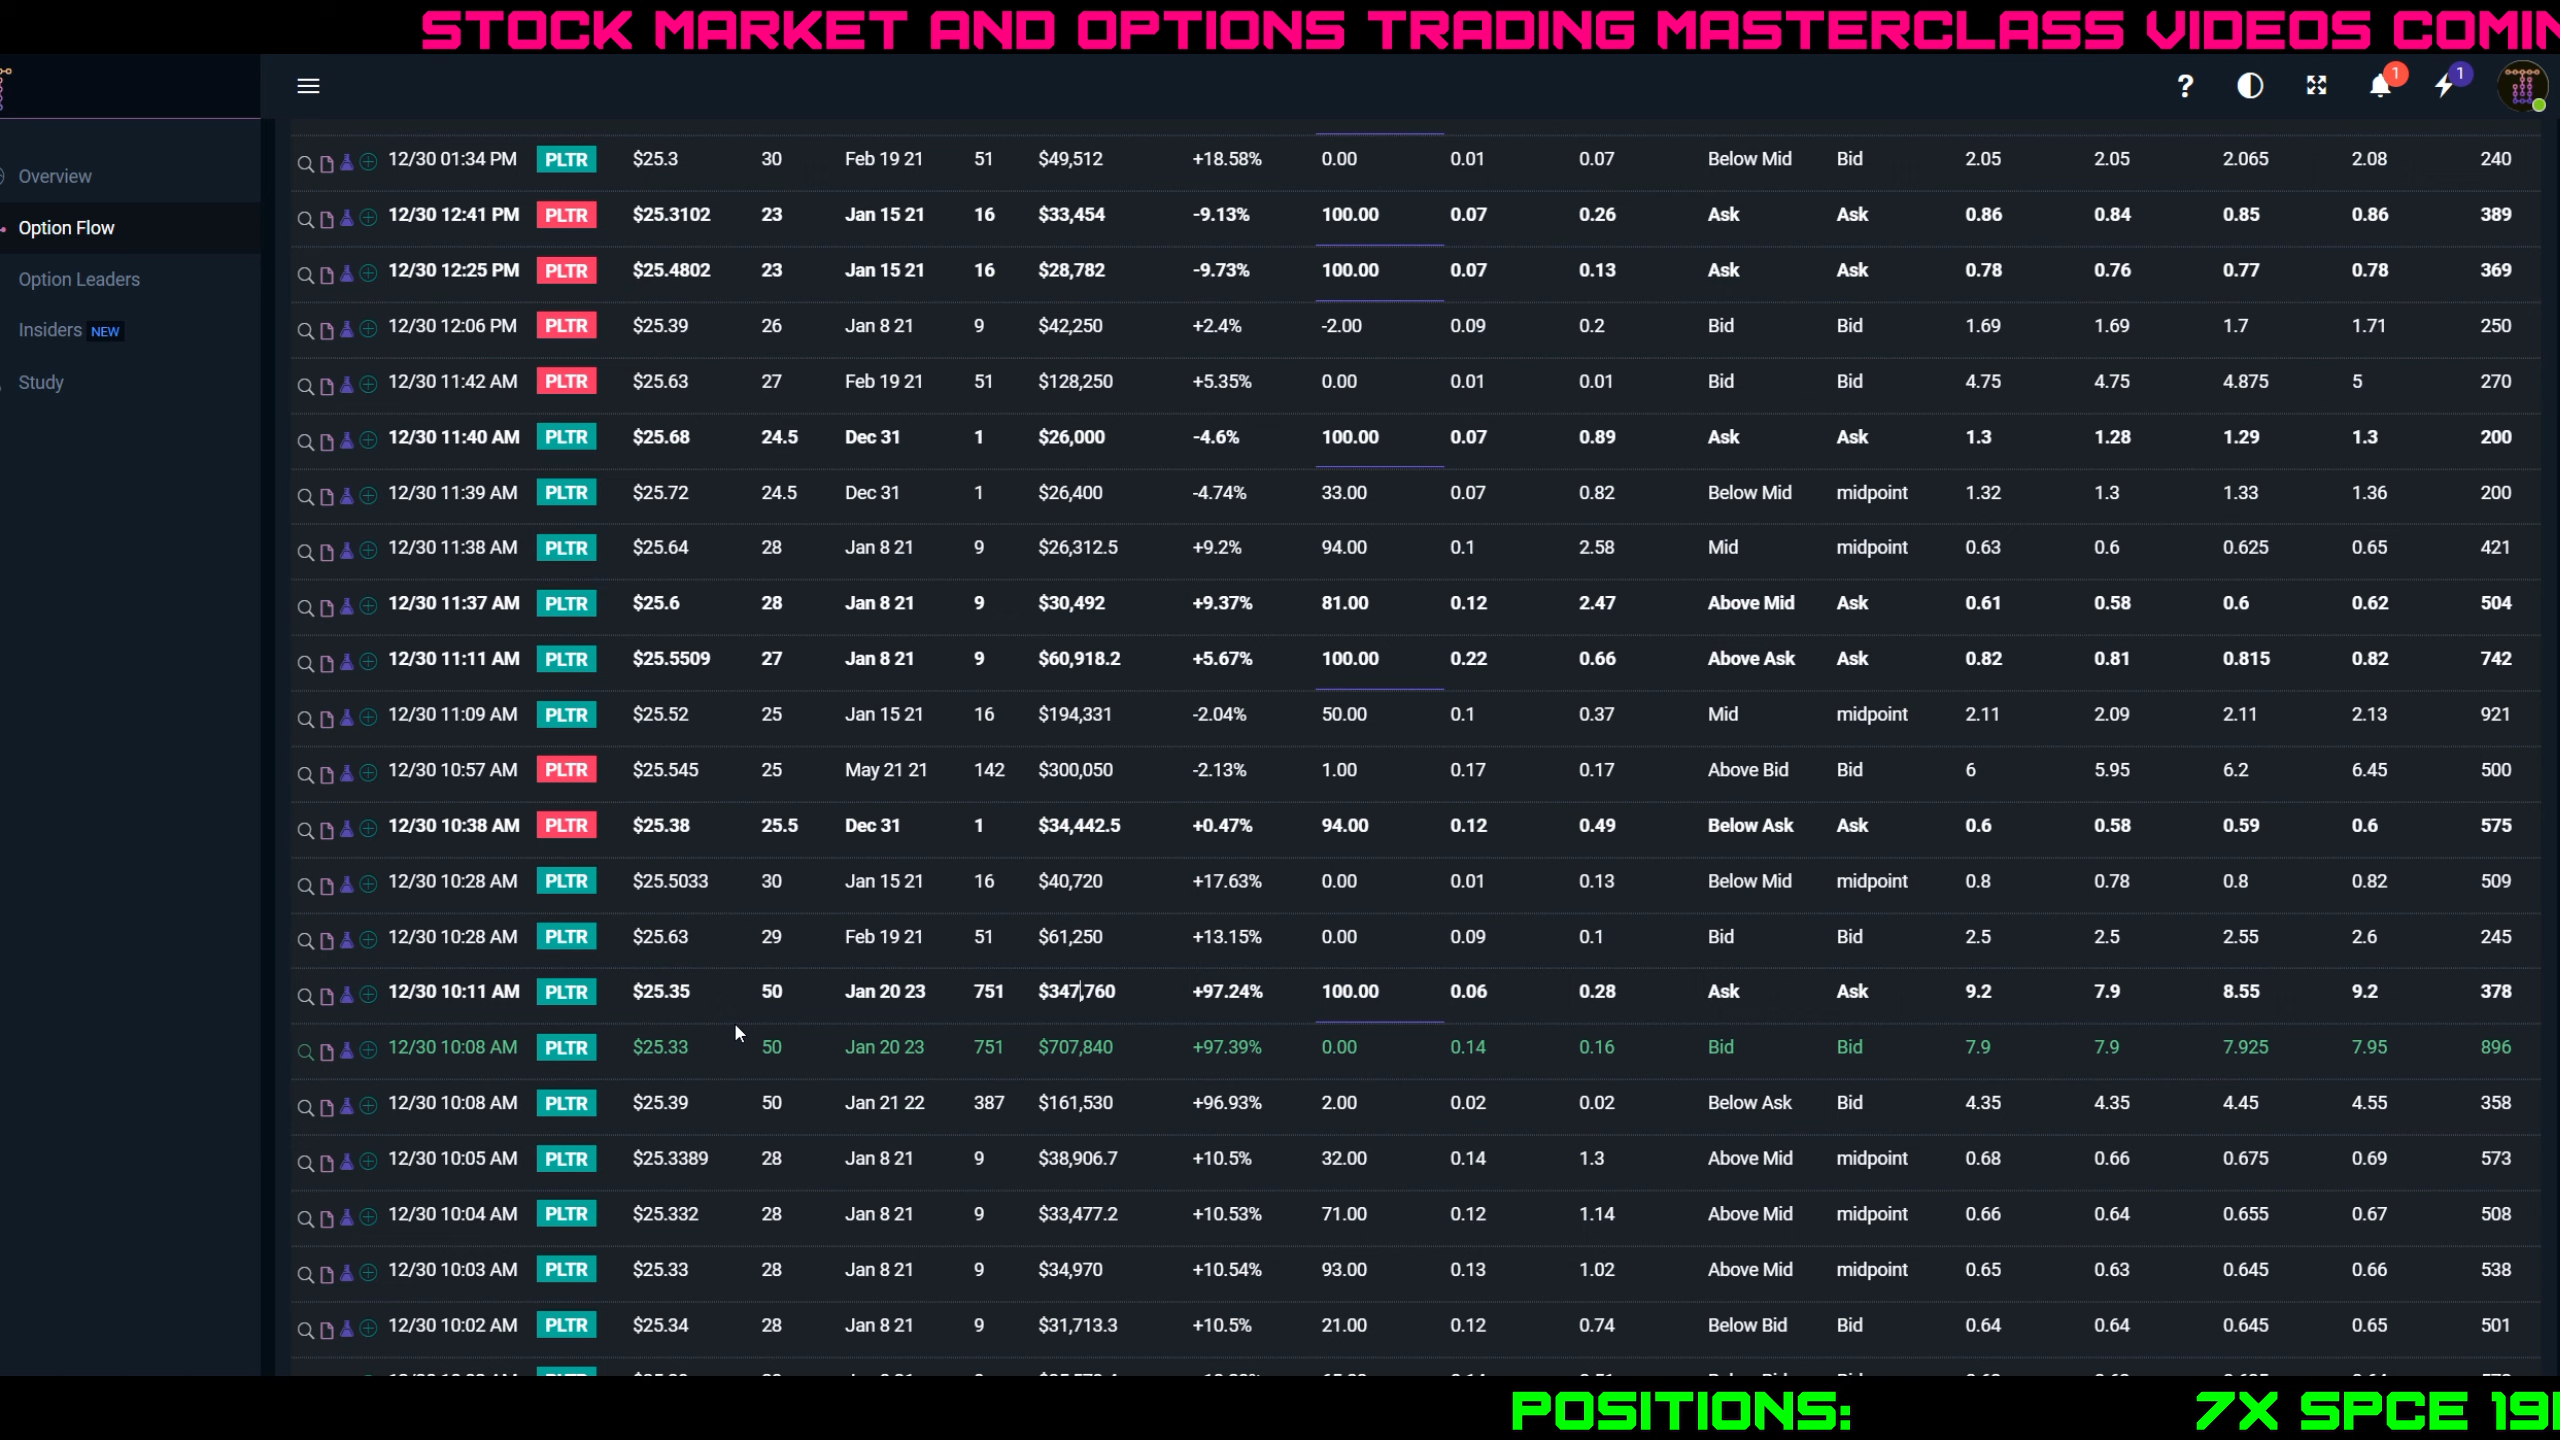 STOCK MARKET AND OPTIONS TRADING MASTERCLASS VIDEOS COMIN
? 1 1
Overview
Option Flow
Option Leaders
Insiders NEW
Study
12/30 01:34 PM PLTR $25.3 30 Feb 19 21 51 $49,512 +18.58% 0.00 0.01 0.07 Below Mid Bid 2.05 2.05 2.065 2.08 240
12/30 12:41 PM PLTR $25.3102 23 Jan 15 21 16 $33,454 -9.13% 100.00 0.07 0.26 Ask Ask 0.86 0.84 0.85 0.86 389
12/30 12:25 PM PLTR $25.4802 23 Jan 15 21 16 $28,782 -9.73% 100.00 0.07 0.13 Ask Ask 0.78 0.76 0.77 0.78 369
12/30 12:06 PM PLTR $25.39 26 Jan 8 21 9 $42,250 +2.4% -2.00 0.09 0.2 Bid Bid 1.69 1.69 1.7 1.71 250
12/30 11:42 AM PLTR $25.63 27 Feb 19 21 51 $128,250 +5.35% 0.00 0.01 0.01 Bid Bid 4.75 4.75 4.875 5 270
12/30 11:40 AM PLTR $25.68 24.5 Dec 31 1 $26,000 -4.6% 100.00 0.07 0.89 Ask Ask 1.3 1.28 1.29 1.3 200
12/30 11:39 AM PLTR $25.72 24.5 Dec 31 1 $26,400 -4.74% 33.00 0.07 0.82 Below Mid midpoint 1.32 1.3 1.33 1.36 200
12/30 11:38 AM PLTR $25.64 28 Jan 8 21 9 $26,312.5 +9.2% 94.00 0.1 2.58 Mid midpoint 0.63 0.6 0.625 0.65 421
12/30 11:37 AM PLTR $25.6 28 Jan 8 21 9 $30,492 +9.37% 81.00 0.12 2.47 Above Mid Ask 0.61 0.58 0.6 0.62 504
12/30 11:11 AM PLTR $25.5509 27 Jan 8 21 9 $60,918.2 +5.67% 100.00 0.22 0.66 Above Ask Ask 0.82 0.81 0.815 0.82 742
12/30 11:09 AM PLTR $25.52 25 Jan 15 21 16 $194,331 -2.04% 50.00 0.1 0.37 Mid midpoint 2.11 2.09 2.11 2.13 921
12/30 10:57 AM PLTR $25.545 25 May 21 21 142 $300,050 -2.13% 1.00 0.17 0.17 Above Bid Bid 6 5.95 6.2 6.45 500
12/30 10:38 AM PLTR $25.38 25.5 Dec 31 1 $34,442.5 +0.47% 94.00 0.12 0.49 Below Ask Ask 0.6 0.58 0.59 0.6 575
12/30 10:28 AM PLTR $25.5033 30 Jan 15 21 16 $40,720 +17.63% 0.00 0.01 0.13 Below Mid midpoint 0.8 0.78 0.8 0.82 509
12/30 10:28 AM PLTR $25.63 29 Feb 19 21 51 $61,250 +13.15% 0.00 0.09 0.1 Bid Bid 2.5 2.5 2.55 2.6 245
12/30 10:11 AM PLTR $25.35 50 Jan 20 23 751 $347,760 +97.24% 100.00 0.06 0.28 Ask Ask 9.2 7.9 8.55 9.2 378
12/30 10:08 AM PLTR $25.33 50 Jan 20 23 751 $707,840 +97.39% 0.00 0.14 0.16 Bid Bid 7.9 7.9 7.925 7.95 896
12/30 10:08 AM PLTR $25.39 50 Jan 21 22 387 $161,530 +96.93% 2.00 0.02 0.02 Below Ask Bid 4.35 4.35 4.45 4.55 358
12/30 10:05 AM PLTR $25.3389 28 Jan 8 21 9 $38,906.7 +10.5% 32.00 0.14 1.3 Above Mid midpoint 0.68 0.66 0.675 0.69 573
12/30 10:04 AM PLTR $25.332 28 Jan 8 21 9 $33,477.2 +10.53% 71.00 0.12 1.14 Above Mid midpoint 0.66 0.64 0.655 0.67 508
12/30 10:03 AM PLTR $25.33 28 Jan 8 21 9 $34,970 +10.54% 93.00 0.13 1.02 Above Mid midpoint 0.65 0.63 0.645 0.66 538
12/30 10:02 AM PLTR $25.34 28 Jan 8 21 9 $31,713.3 +10.5% 21.00 0.12 0.74 Below Bid Bid 0.64 0.64 0.645 0.65 501
POSITIONS: 7X SPCE